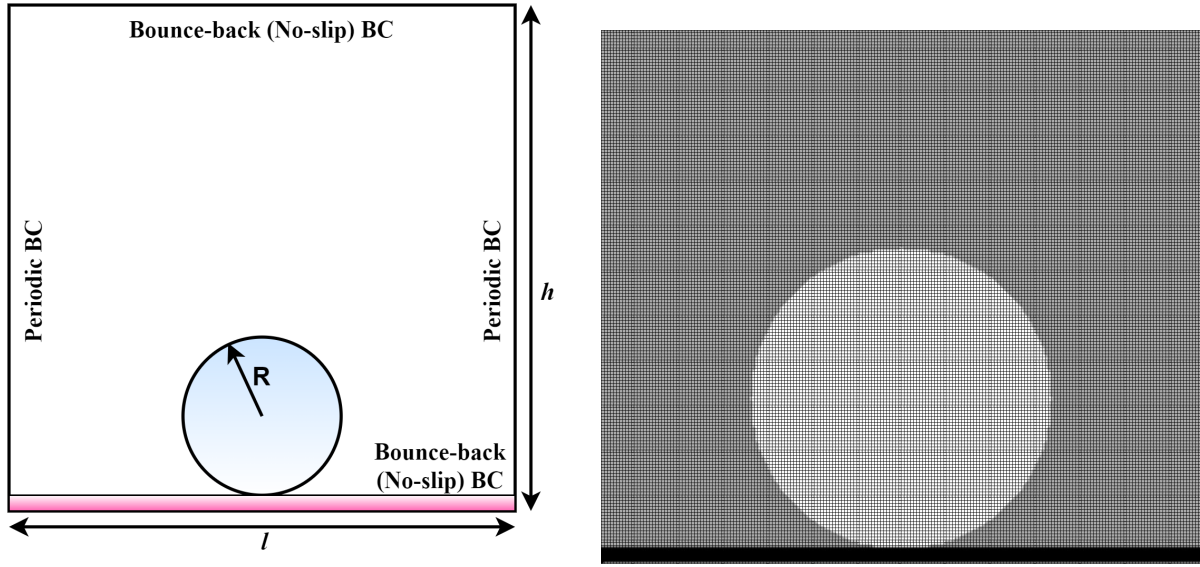 Bounce-back (No-slip) BC
Periodic BC
Periodic BC
h
R
Bounce-back
(No-slip) BC
l